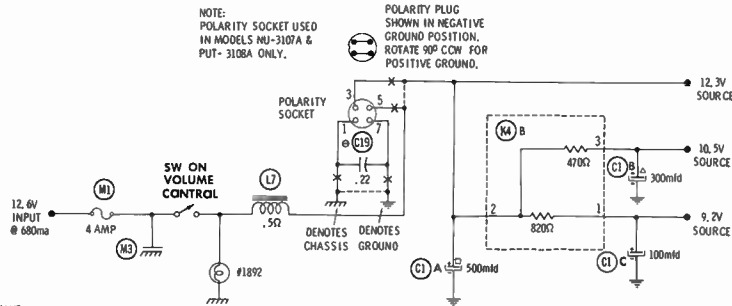 NOTE:
POLARITY SOCKET USED
IN MODELS NU-3107A &
PUT- 3108A ONLY.
POLARITY PLUG
SHOWN IN NEGATIVE
GROUND POSITION.
ROTATE 90° CCW FOR
POSITIVE GROUND.
POLARITY
SOCKET
3
5
1
7
C19
.22
12.3V
SOURCE
K4 B
3
470Ω
10.5V
SOURCE
C1 B
300mfd
SW ON
VOLUME
CONTRAL
M1
L7
12.6V
INPUT
@ 680ma
4 AMP
.5Ω
M3
#1892
DENOTES
CHASSIS
DENOTES
GROUND
2
820Ω
1
9.2V
SOURCE
C1 A
500mfd
C1 C
100mfd